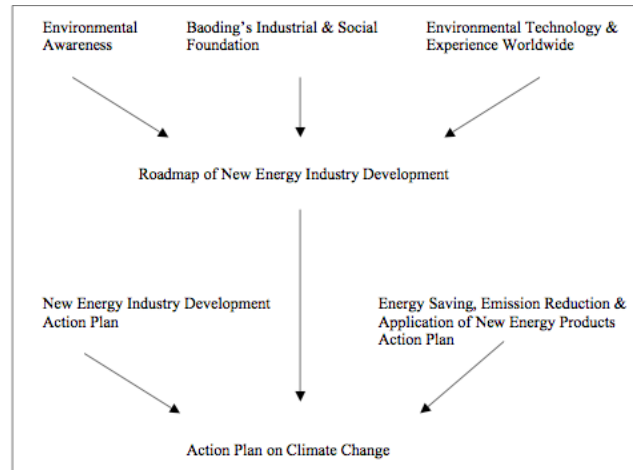 Environmental
Awareness
Baoding's Industrial & Social
Foundation
Environmental Technology &
Experience Worldwide
Roadmap of New Energy Industry Development
New Energy Industry Development
Action Plan
Energy Saving, Emission Reduction &
Application of New Energy Products
Action Plan
Action Plan on Climate Change